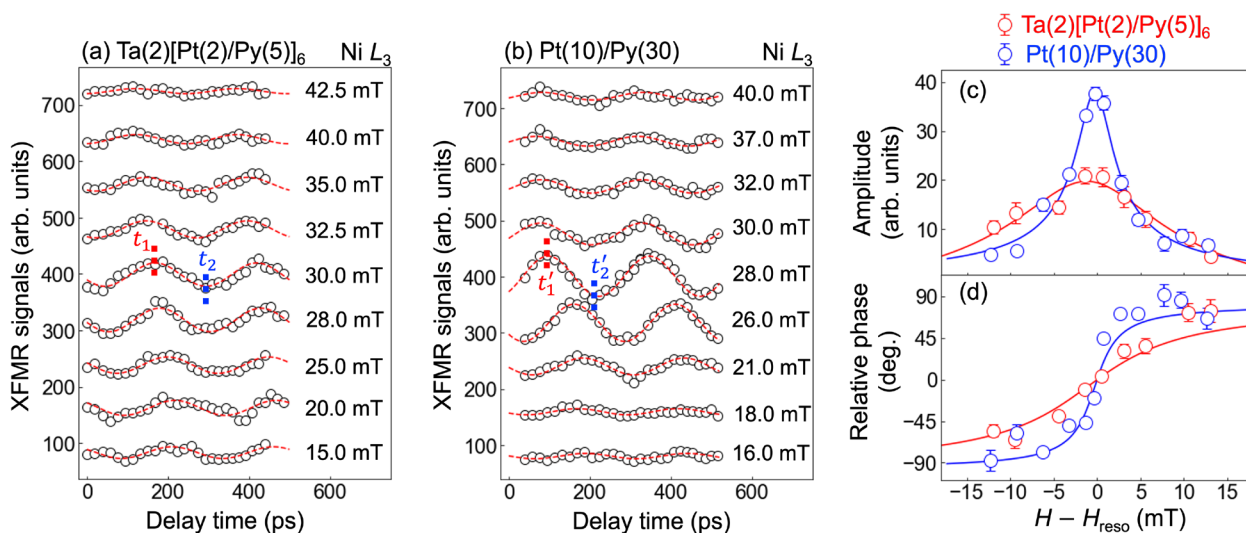 (a) Ta(2)[Pt(2)/Py(5)]₆ Ni L₃
XFMR signals (arb. units)
700
600
500
400
300
200
100
42.5 mT
40.0 mT
35.0 mT
32.5 mT
t₁
t₂
30.0 mT
28.0 mT
25.0 mT
20.0 mT
15.0 mT
0 200 400 600
Delay time (ps)
(b) Pt(10)/Py(30) Ni L₃
XFMR signals (arb. units)
700
600
500
400
300
200
100
40.0 mT
37.0 mT
32.0 mT
30.0 mT
t₁′
t₂′
28.0 mT
26.0 mT
21.0 mT
18.0 mT
16.0 mT
0 200 400 600
Delay time (ps)
Ta(2)[Pt(2)/Py(5)]₆
Pt(10)/Py(30)
(c)
Amplitude
(arb. units)
40
30
20
10
(d)
Relative phase
(deg.)
90
45
0
−45
−90
−15 −10 −5 0 5 10 15
H − Hreso (mT)